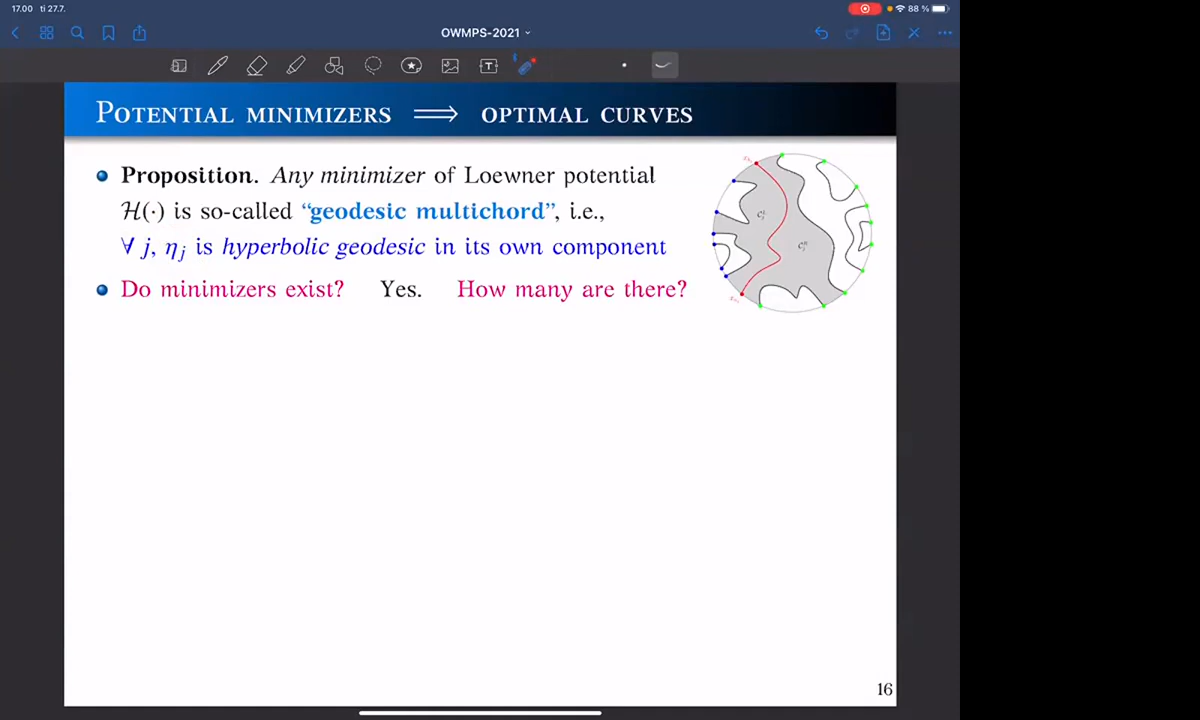 17.00 ti 27.7.
88 %
OWMPS-2021
T
POTENTIAL MINIMIZERS ⟹ OPTIMAL CURVES
Proposition. Any minimizer of Loewner potential
ℋ(·) is so-called “geodesic multichord”, i.e.,
∀ j, ηⱼ is hyperbolic geodesic in its own component
Do minimizers exist? Yes. How many are there?
16